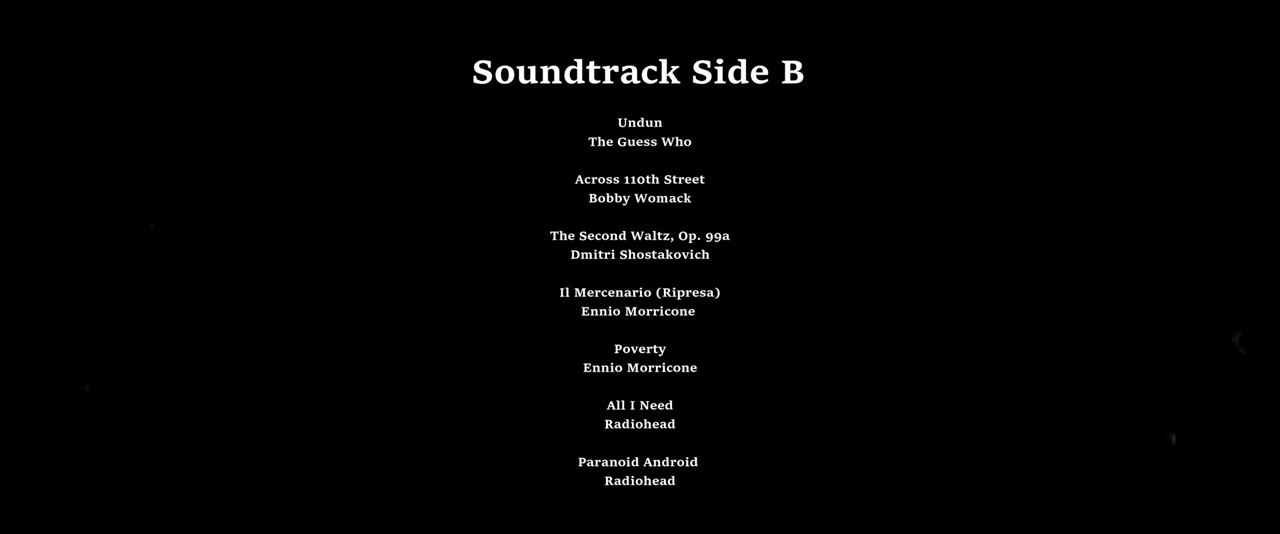 Soundtrack Side B
Undun
The Guess Who
Across 110th Street
Bobby Womack
The Second Waltz, Op. 99a
Dmitri Shostakovich
Il Mercenario (Ripresa)
Ennio Morricone
Poverty
Ennio Morricone
All I Need
Radiohead
Paranoid Android
Radiohead